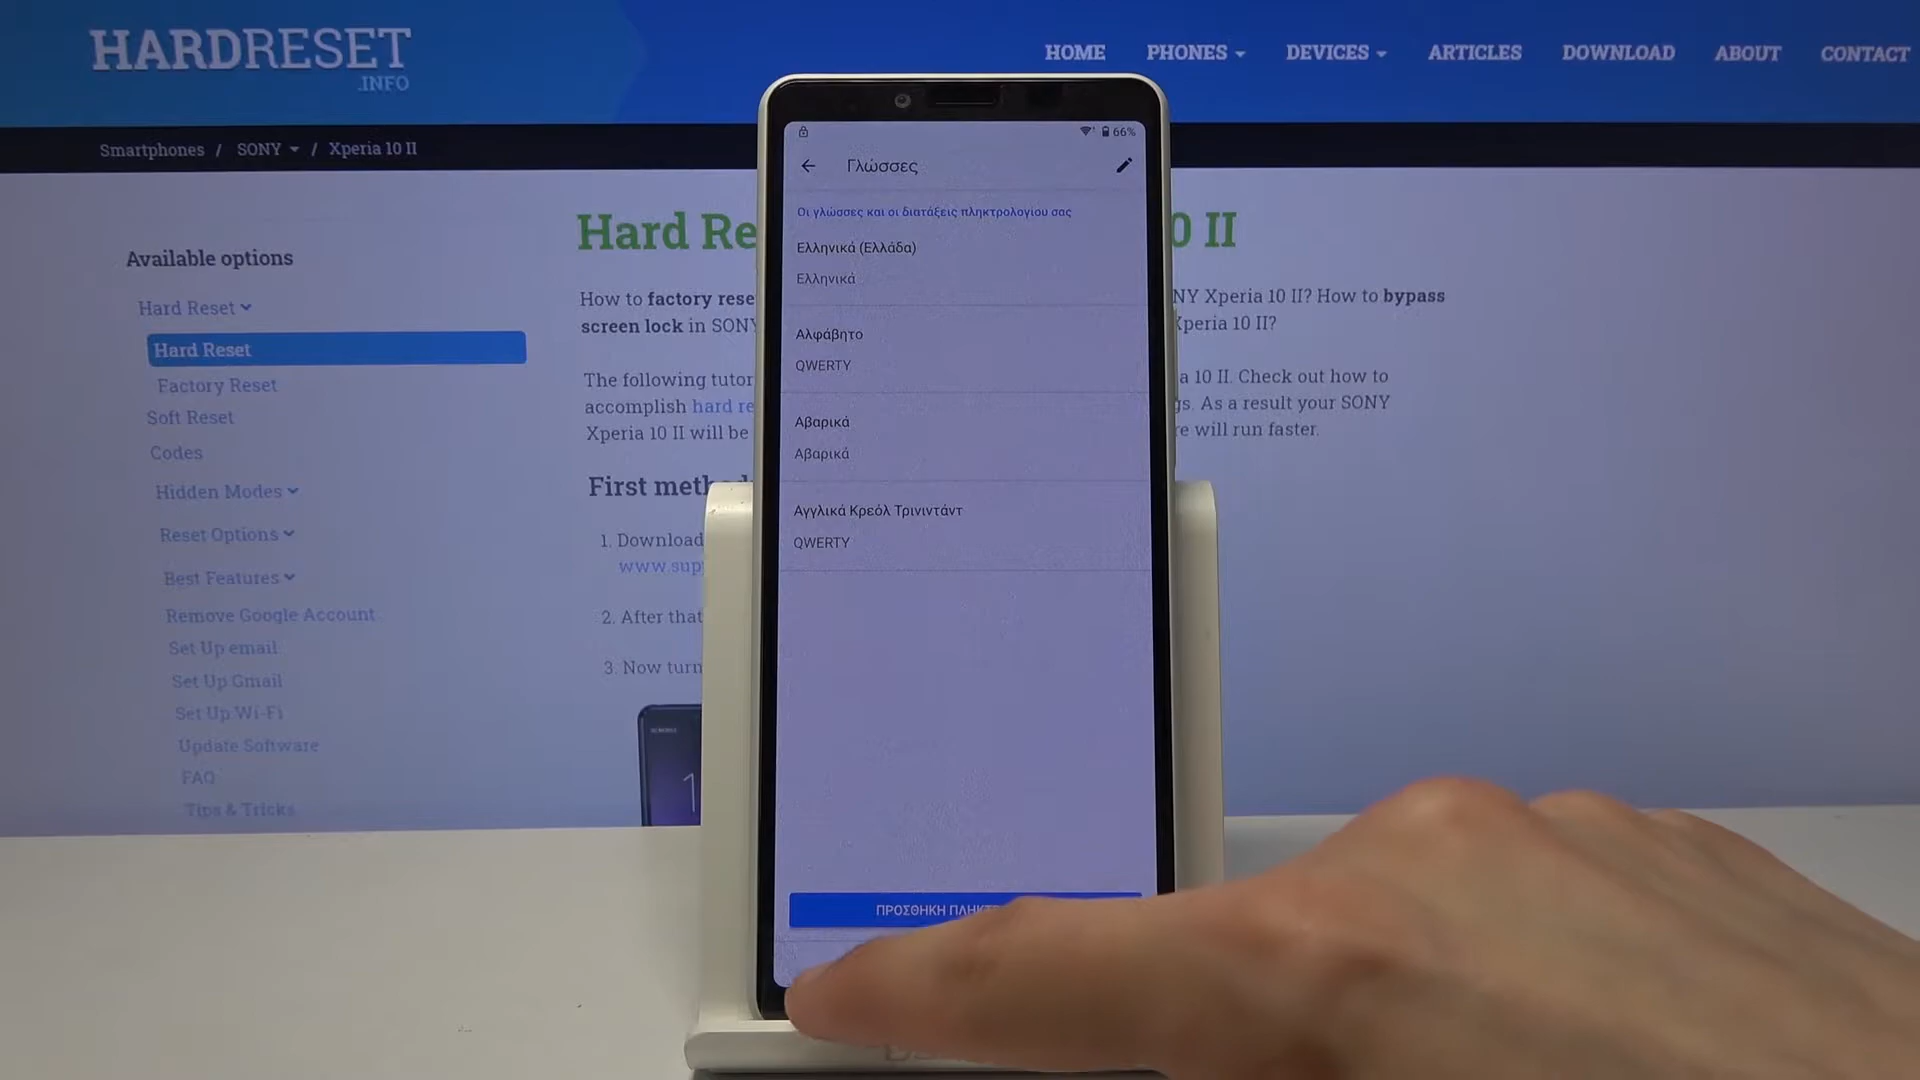 HARDRESET
.INFO
HOME PHONES DEVICES ARTICLES DOWNLOAD ABOUT CONTACT
Smartphones / SONY / Xperia 10 II
Available options
Hard Reset
Hard Reset
Factory Reset
Soft Reset
Codes
Hidden Modes
Reset Options
Best Features
Remove Google Account
Set Up email
Set Up Gmail
Set Up Wi-Fi
Update Software
FAQ
Tips & Tricks
Hard Re 0 II
How to factory rese NY Xperia 10 II? How to bypass
screen lock in SONY Xperia 10 II?
The following tutor a 10 II. Check out how to
accomplish hard re gs. As a result your SONY
Xperia 10 II will be re will run faster.
First meth
1. Download
www.sup
2. After that
3. Now turn
66%
Γλώσσες
Οι γλώσσες και οι διατάξεις πληκτρολογίου σας
Ελληνικά (Ελλάδα)
Ελληνικά
Αλφάβητο
QWERTY
Αβαρικά
Αβαρικά
Αγγλικά Κρεόλ Τρινιντάντ
QWERTY
ΠΡΟΣΘΗΚΗ ΠΛΗΚΤ